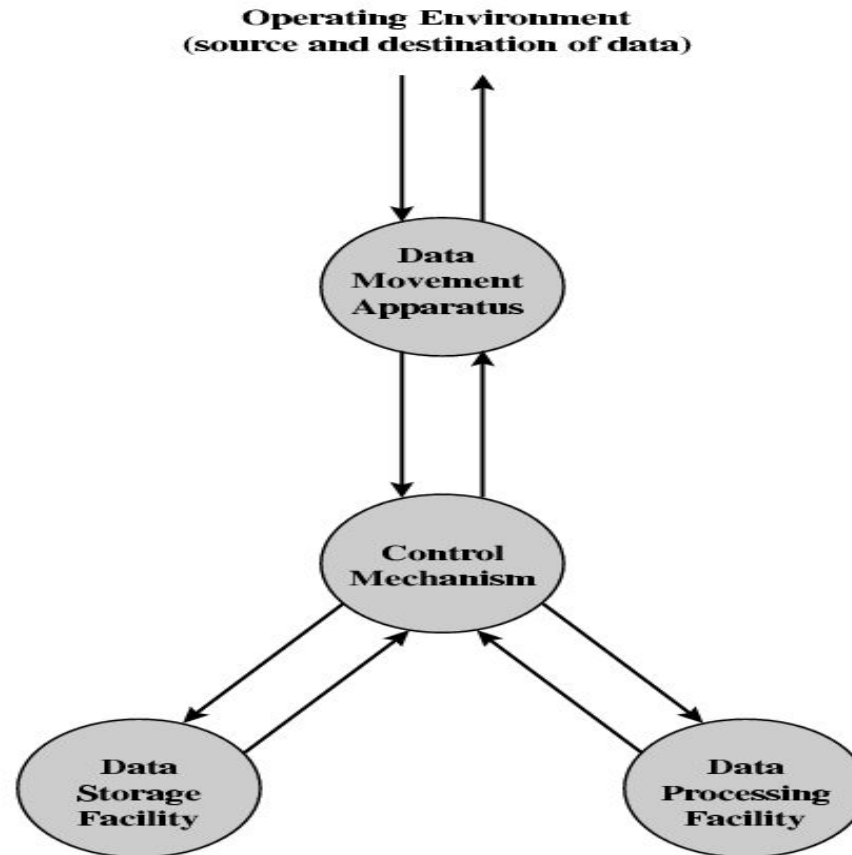 Operating Environment
(source and destination of data)
Data
Movement
Apparatus
Control
Mechanism
Data
Storage
Facility
Data
Processing
Facility